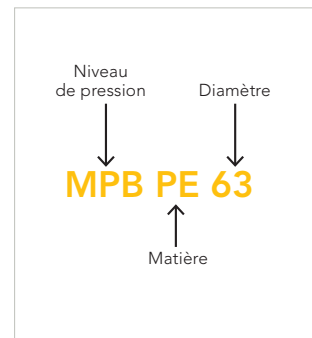 Niveau
de pression
Diamètre
MPB PE 63
Matière